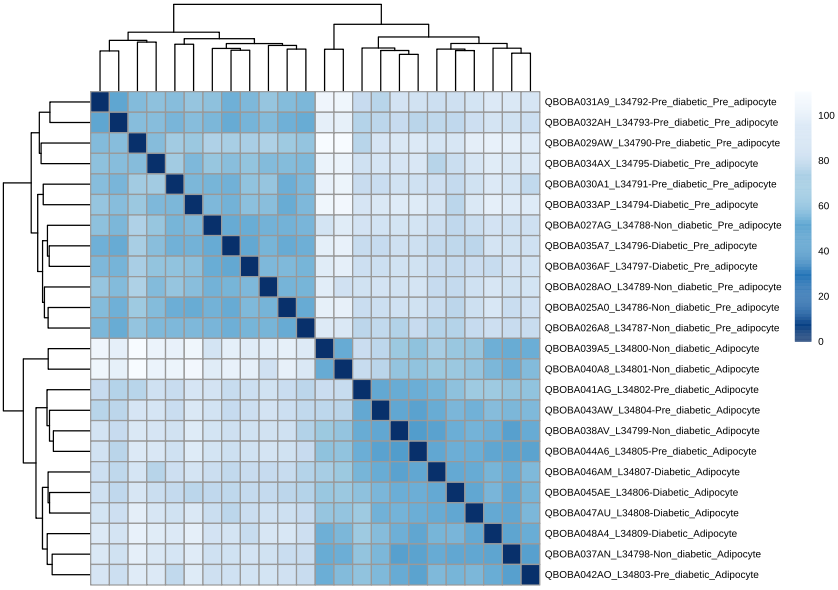 QBOBA031A9_L34792-Pre_diabetic_Pre_adipocyte
QBOBA032AH_L34793-Pre_diabetic_Pre_adipocyte
QBOBA029AW_L34790-Pre_diabetic_Pre_adipocyte
QBOBA034AX_L34795-Diabetic_Pre_adipocyte
QBOBA030A1_L34791-Pre_diabetic_Pre_adipocyte
QBOBA033AP_L34794-Diabetic_Pre_adipocyte
QBOBA027AG_L34788-Non_diabetic_Pre_adipocyte
QBOBA035A7_L34796-Diabetic_Pre_adipocyte
QBOBA036AF_L34797-Diabetic_Pre_adipocyte
QBOBA028AO_L34789-Non_diabetic_Pre_adipocyte
QBOBA025A0_L34786-Non_diabetic_Pre_adipocyte
QBOBA026A8_L34787-Non_diabetic_Pre_adipocyte
QBOBA039A5_L34800-Non_diabetic_Adipocyte
QBOBA040A8_L34801-Non_diabetic_Adipocyte
QBOBA041AG_L34802-Pre_diabetic_Adipocyte
QBOBA043AW_L34804-Pre_diabetic_Adipocyte
QBOBA038AV_L34799-Non_diabetic_Adipocyte
QBOBA044A6_L34805-Pre_diabetic_Adipocyte
QBOBA046AM_L34807-Diabetic_Adipocyte
QBOBA045AE_L34806-Diabetic_Adipocyte
QBOBA047AU_L34808-Diabetic_Adipocyte
QBOBA048A4_L34809-Diabetic_Adipocyte
QBOBA037AN_L34798-Non_diabetic_Adipocyte
QBOBA042AO_L34803-Pre_diabetic_Adipocyte
100
80
60
40
20
0